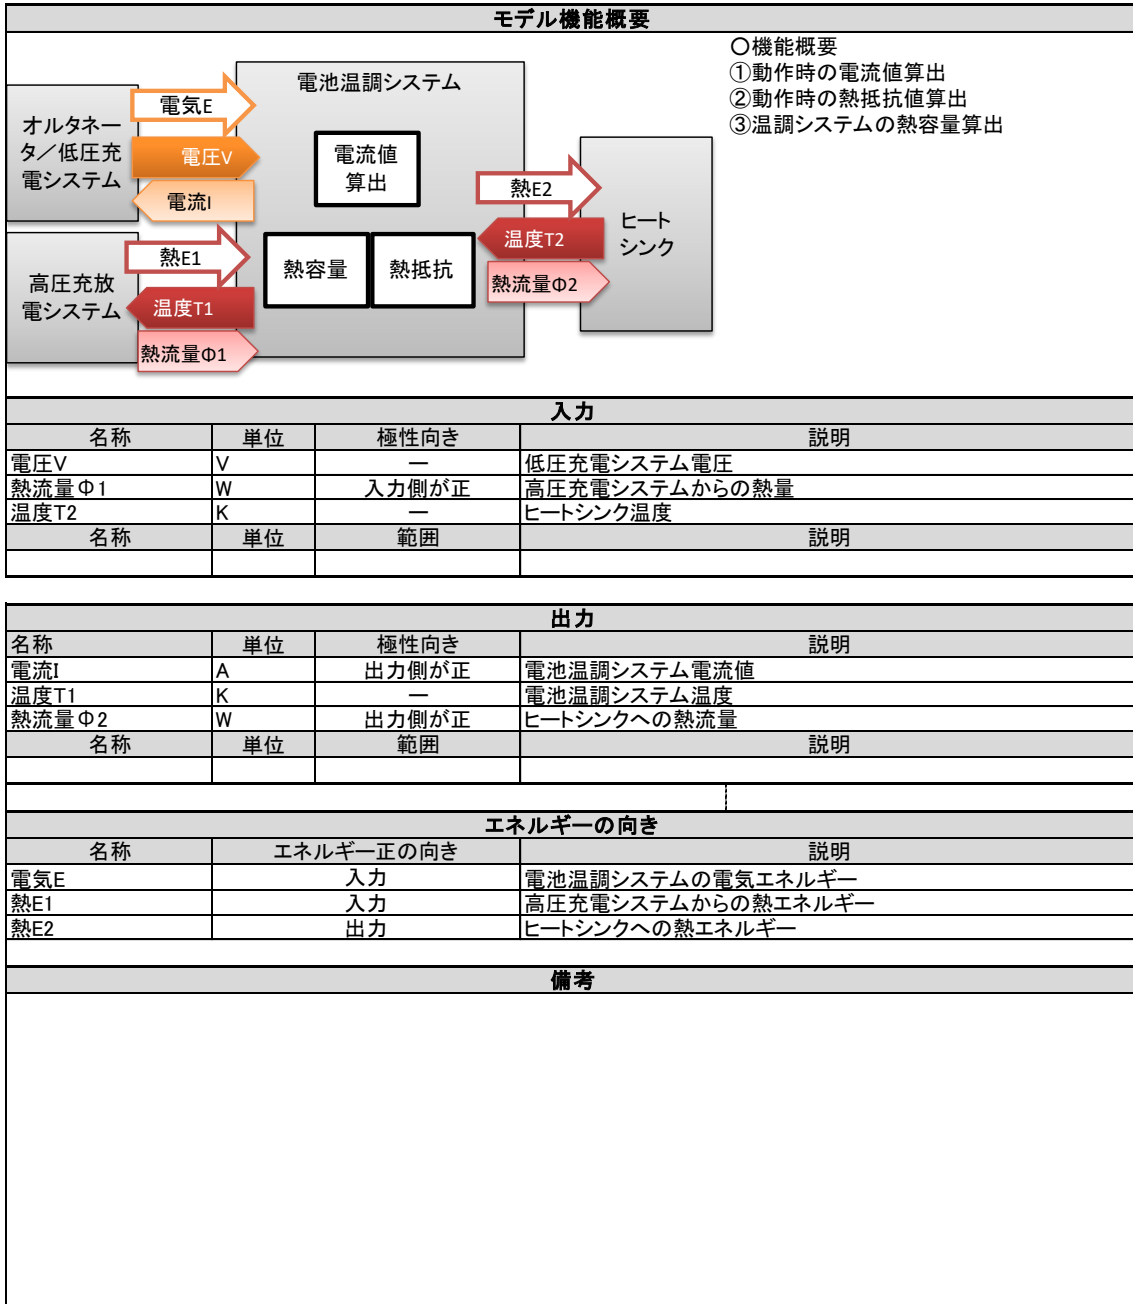 モデル機能概要
〇機能概要
①動作時の電流値算出
②動作時の熱抵抗値算出
③温調システムの熱容量算出
電池温調システム
オルタネー
タ／低圧充
電システム
電気E
電圧V
電流I
電流値
算出
熱容量
熱抵抗
高圧充放
電システム
熱E1
温度T1
熱流量Φ1
熱E2
温度T2
熱流量Φ2
ヒート
シンク
入力
名称 単位 極性向き 説明
電圧V V ー 低圧充電システム電圧
熱流量Φ1 W 入力側が正 高圧充電システムからの熱量
温度T2 K ー ヒートシンク温度
名称 単位 範囲 説明
出力
名称 単位 極性向き 説明
電流I A 出力側が正 電池温調システム電流値
温度T1 K ー 電池温調システム温度
熱流量Φ2 W 出力側が正 ヒートシンクへの熱流量
名称 単位 範囲 説明
エネルギーの向き
名称 エネルギー正の向き 説明
電気E 入力 電池温調システムの電気エネルギー
熱E1 入力 高圧充電システムからの熱エネルギー
熱E2 出力 ヒートシンクへの熱エネルギー
備考